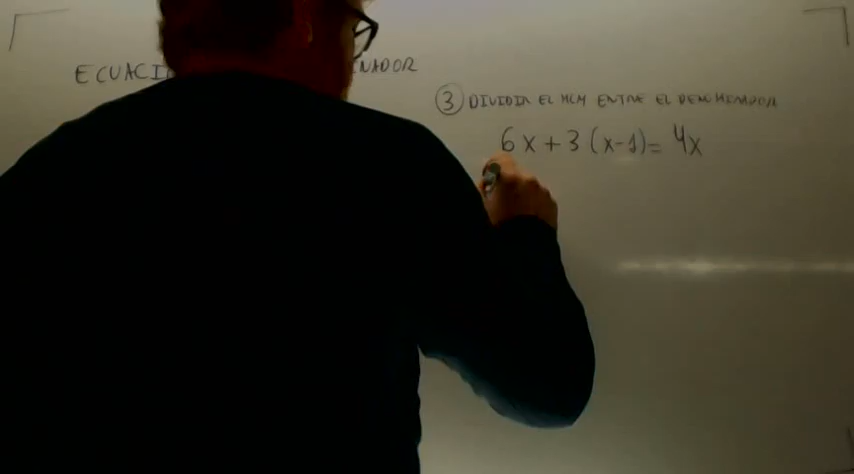 ECUACI
NADOR
3 DIVIDIR EL MCM ENTRE EL DENOMINADOR
6x + 3 (x-1) = 4x